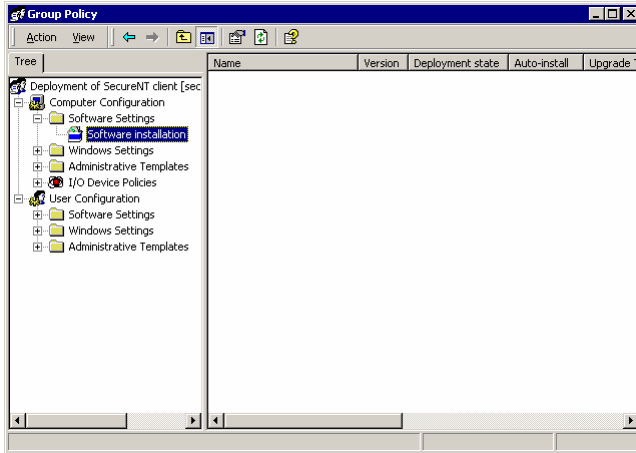 Group Policy
Action View
Tree
Name Version Deployment state Auto-install Upgrade
Deployment of SecureNT client [sec
Computer Configuration
Software Settings
Software installation
Windows Settings
Administrative Templates
I/O Device Policies
User Configuration
Software Settings
Windows Settings
Administrative Templates